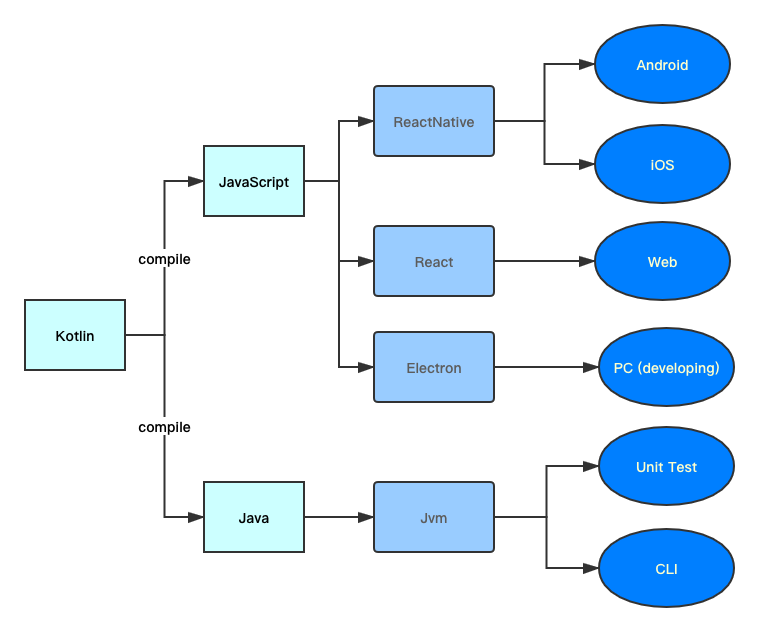 Android
ReactNative
iOS
JavaScript
compile
React
Web
Kotlin
Electron
PC (developing)
compile
Unit Test
Java
Jvm
CLI